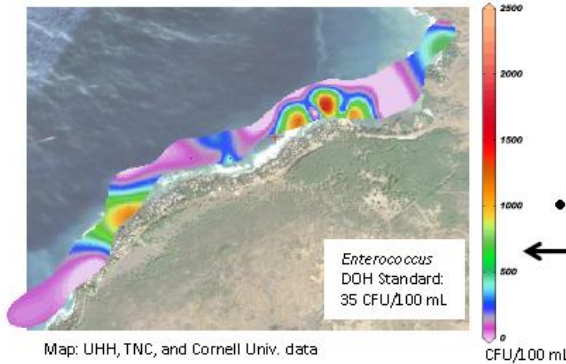 2500
2000
1500
1000
500
0
Enterococcus
DOH Standard:
35 CFU/100 mL
Map: UHH, TNC, and Cornell Univ. data
CFU/100 mL